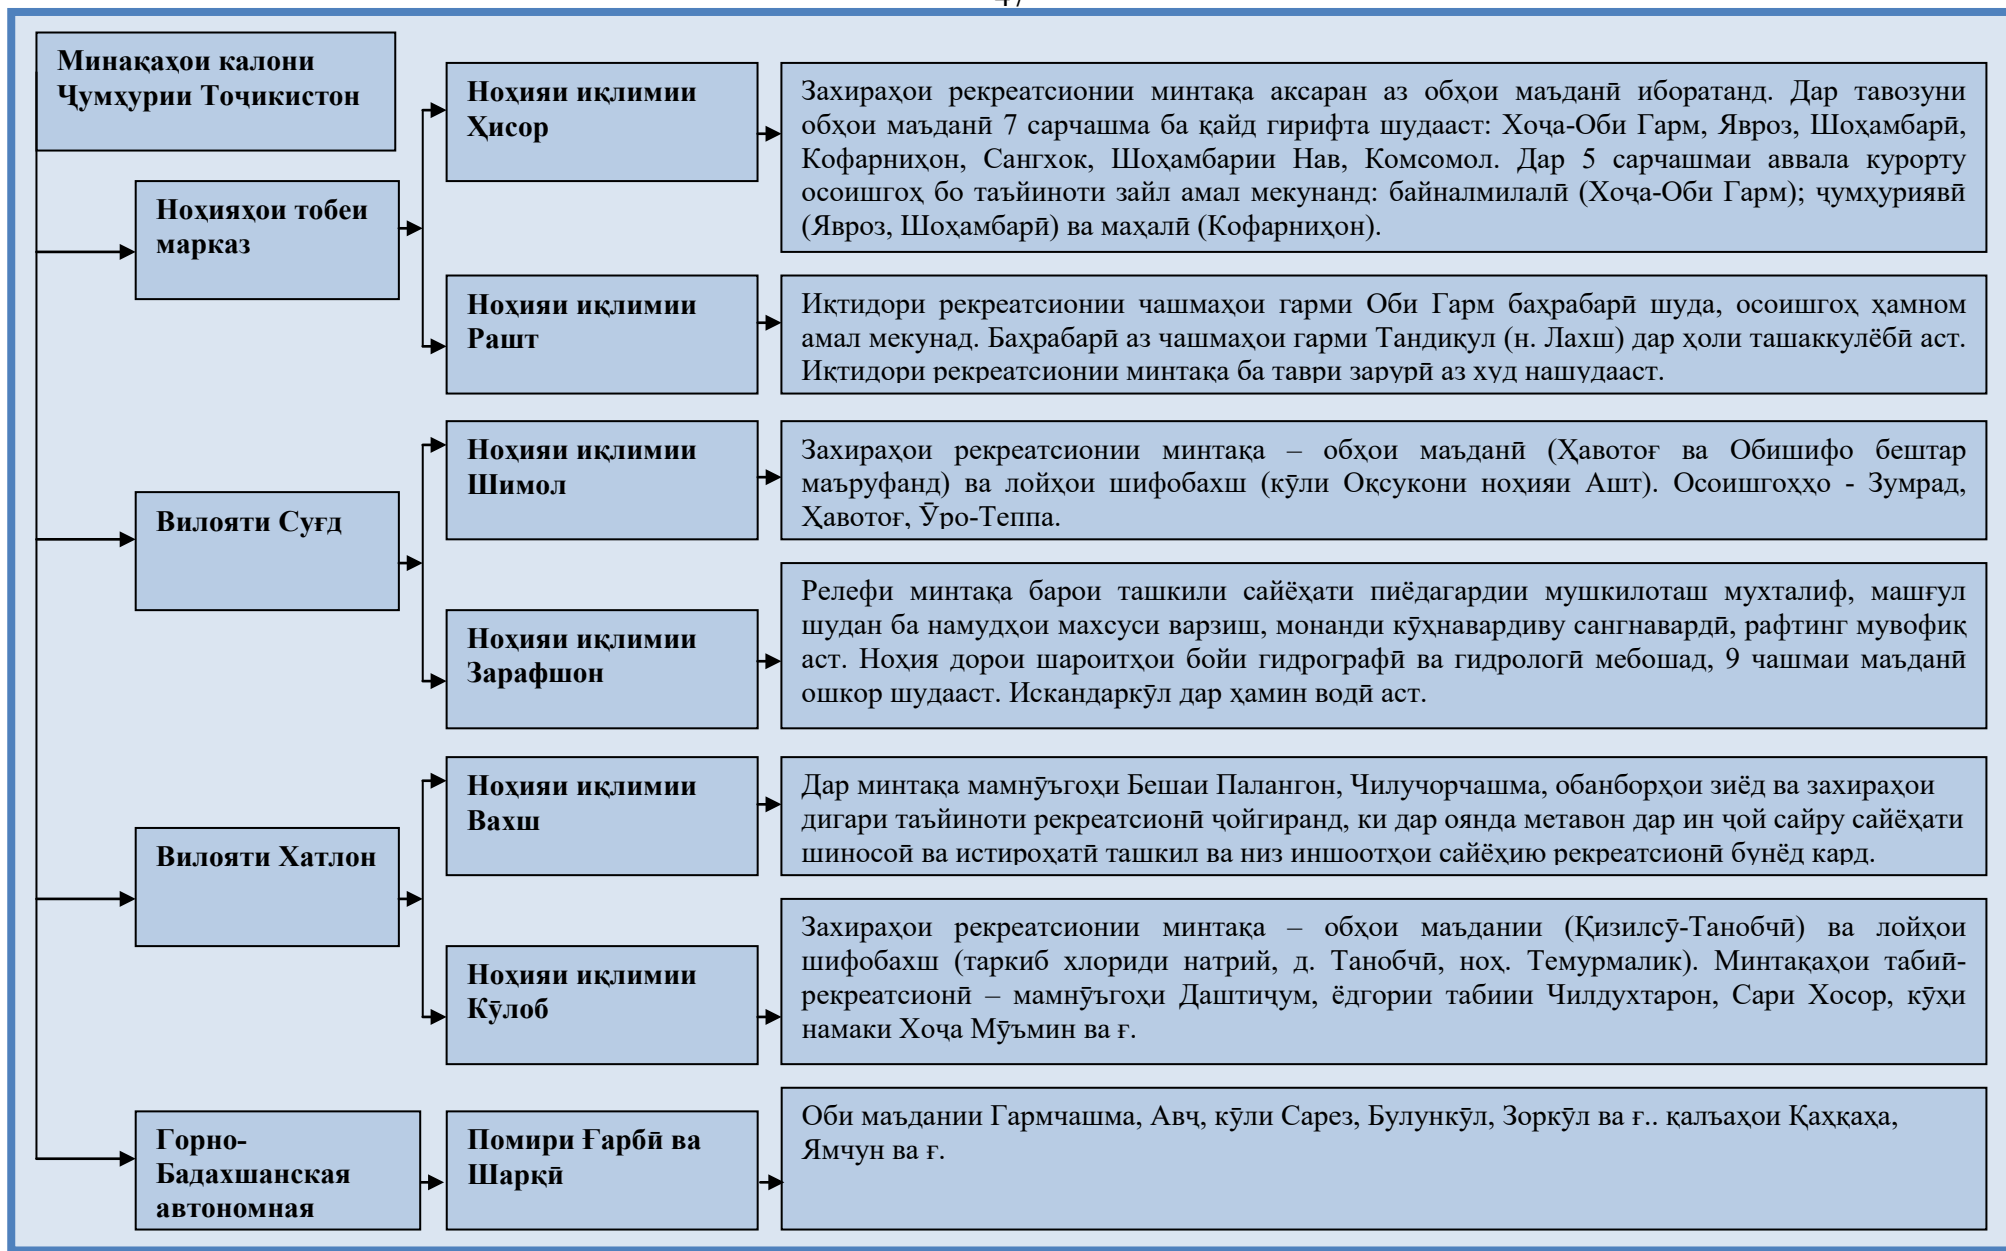 Минақаҳои калони
Ҷумҳурии Тоҷикистон
Ноҳияҳои тобеи
марказ
Ноҳияи иқлимии
Ҳисор
Захираҳои рекреатсионии минтақа аксаран аз обҳои маъданӣ иборатанд. Дар тавозуни
обҳои маъданӣ 7 сарчашма ба қайд гирифта шудааст: Хоҷа-Оби Гарм, Явроз, Шоҳамбарӣ,
Кофарниҳон, Сангхок, Шоҳамбарии Нав, Комсомол. Дар 5 сарчашмаи аввала курорту
осоишгоҳ бо таъйиноти зайл амал мекунанд: байналмилалӣ (Хоҷа-Оби Гарм); ҷумҳуриявӣ
(Явроз, Шоҳамбарӣ) ва маҳалӣ (Кофарниҳон).
Ноҳияи иқлимии
Рашт
Иқтидори рекреатсионии чашмаҳои гарми Оби Гарм баҳрабарӣ шуда, осоишгоҳ ҳамном
амал мекунад. Баҳрабарӣ аз чашмаҳои гарми Тандиқул (н. Лахш) дар ҳоли ташаккулёбӣ аст.
Иқтидори рекреатсионии минтақа ба таври зарурӣ аз худ нашудааст.
Вилояти Суғд
Ноҳияи иқлимии
Шимол
Захираҳои рекреатсионии минтақа – обҳои маъданӣ (Ҳавотоғ ва Обишифо бештар
маъруфанд) ва лойҳои шифобахш (кӯли Оқсукони ноҳияи Ашт). Осоишгоҳҳо - Зумрад,
Ҳавотоғ, Ӯро-Теппа.
Ноҳияи иқлимии
Зарафшон
Релефи минтақа барои ташкили сайёҳати пиёдагардии мушкилоташ мухталиф, машғул
шудан ба намудҳои махсуси варзиш, монанди кӯҳнавардиву сангнавардӣ, рафтинг мувофиқ
аст. Ноҳия дорои шароитҳои бойи гидрографӣ ва гидрологӣ мебошад, 9 чашмаи маъданӣ
ошкор шудааст. Искандаркӯл дар ҳамин водӣ аст.
Вилояти Хатлон
Ноҳияи иқлимии
Вахш
Дар минтақа мамнӯъгоҳи Бешаи Палангон, Чилучорчашма, обанборҳои зиёд ва захираҳои
дигари таъйиноти рекреатсионӣ ҷойгиранд, ки дар оянда метавон дар ин ҷой сайру сайёҳати
шиносоӣ ва истироҳатӣ ташкил ва низ иншоотҳои сайёҳию рекреатсионӣ бунёд кард.
Ноҳияи иқлимии
Кӯлоб
Захираҳои рекреатсионии минтақа – обҳои маъдании (Қизилсӯ-Танобчӣ) ва лойҳои
шифобахш (таркиб хлориди натрий, д. Танобчӣ, ноҳ. Темурмалик). Минтақаҳои табиӣ-
рекреатсионӣ – мамнӯъгоҳи Даштиҷум, ёдгории табиии Чилдухтарон, Сари Хосор, кӯҳи
намаки Хоҷа Мӯъмин ва ғ.
Горно-
Бадахшанская
автономная
Помири Ғарбӣ ва
Шарқӣ
Оби маъдании Гармчашма, Авҷ, кӯли Сарез, Булункӯл, Зоркӯл ва ғ.. қалъаҳои Қаҳқаҳа,
Ямчун ва ғ.